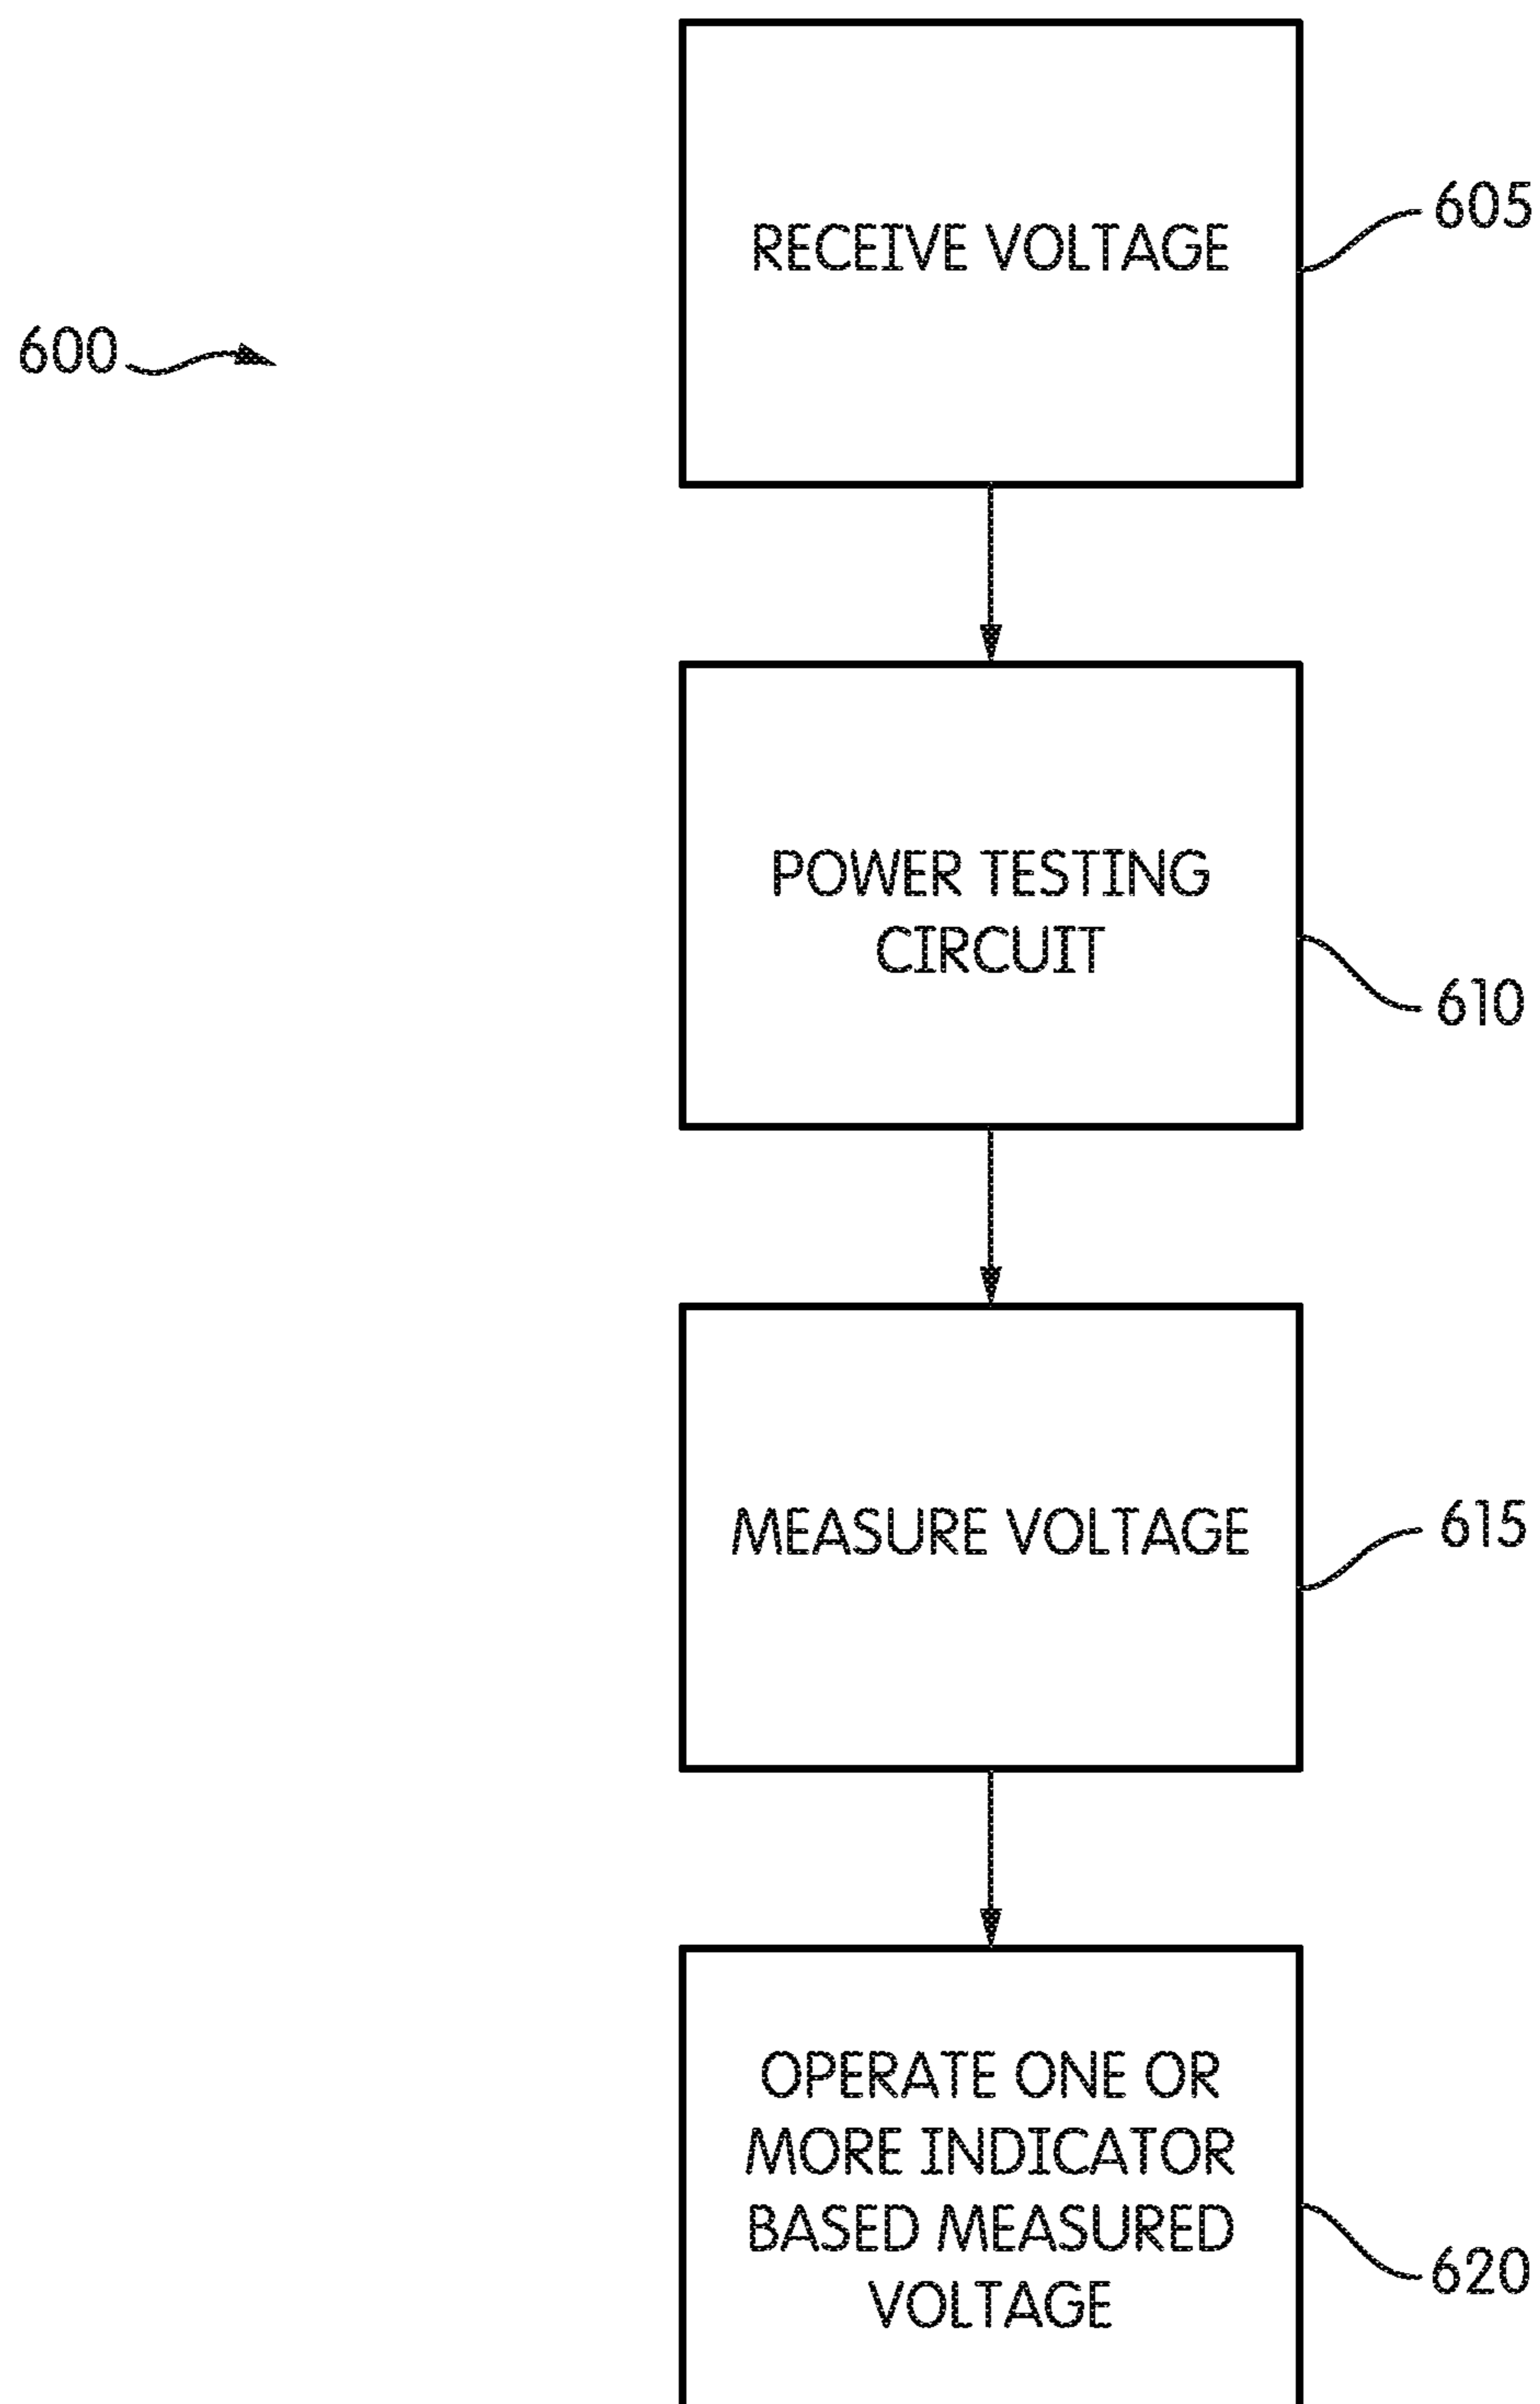 RECEIVE VOLTAGE
605
600
POWER TESTING
CIRCUIT
610
MEASURE VOLTAGE
615
OPERATE ONE OR
MORE INDICATOR
BASED MEASURED
VOLTAGE
620